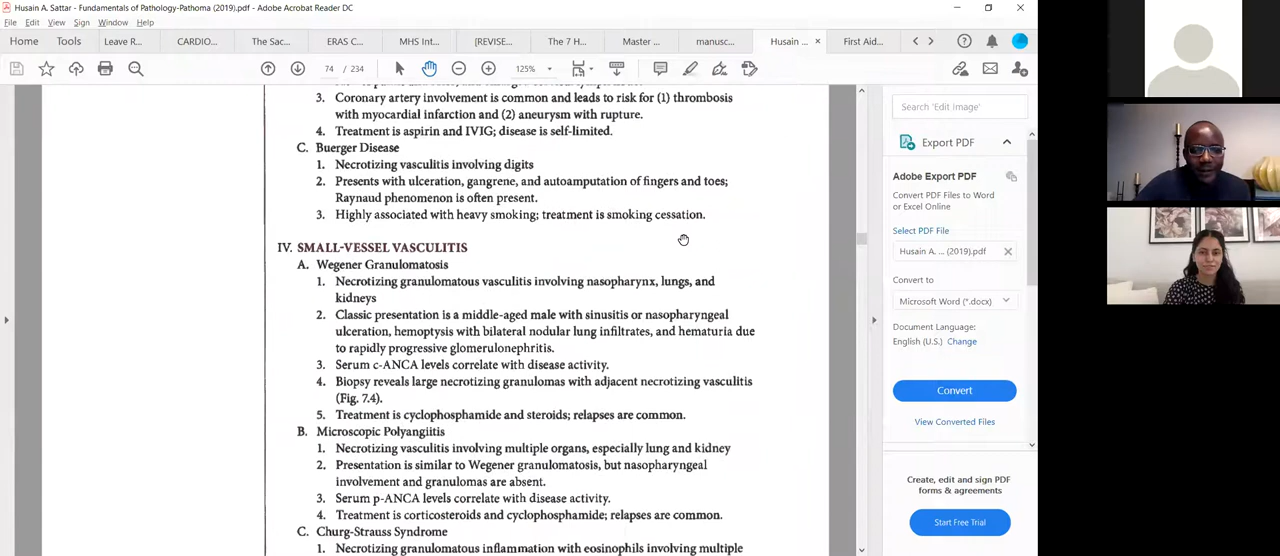 Husain A. Sattar - Fundamentals of Pathology-Pathoma (2019).pdf - Adobe Acrobat Reader DC
File Edit View Sign Window Help
Home Tools Leave R... CARDIO... The Sac... ERAS C... MHS Int... [REVISE... The 7 H... Master ... manusc... Husain ... × First Aid...
74 / 234 125%
3. Coronary artery involvement is common and leads to risk for (1) thrombosis
with myocardial infarction and (2) aneurysm with rupture.
4. Treatment is aspirin and IVIG; disease is self-limited.
C. Buerger Disease
1. Necrotizing vasculitis involving digits
2. Presents with ulceration, gangrene, and autoamputation of fingers and toes;
Raynaud phenomenon is often present.
3. Highly associated with heavy smoking; treatment is smoking cessation.
IV. SMALL-VESSEL VASCULITIS
A. Wegener Granulomatosis
1. Necrotizing granulomatous vasculitis involving nasopharynx, lungs, and
kidneys
2. Classic presentation is a middle-aged male with sinusitis or nasopharyngeal
ulceration, hemoptysis with bilateral nodular lung infiltrates, and hematuria due
to rapidly progressive glomerulonephritis.
3. Serum c-ANCA levels correlate with disease activity.
4. Biopsy reveals large necrotizing granulomas with adjacent necrotizing vasculitis
(Fig. 7.4).
5. Treatment is cyclophosphamide and steroids; relapses are common.
B. Microscopic Polyangiitis
1. Necrotizing vasculitis involving multiple organs, especially lung and kidney
2. Presentation is similar to Wegener granulomatosis, but nasopharyngeal
involvement and granulomas are absent.
3. Serum p-ANCA levels correlate with disease activity.
4. Treatment is corticosteroids and cyclophosphamide; relapses are common.
C. Churg-Strauss Syndrome
1. Necrotizing granulomatous inflammation with eosinophils involving multiple
Search 'Edit Image'
Export PDF
Adobe Export PDF
Convert PDF Files to Word
or Excel Online
Select PDF File
Husain A. ... (2019).pdf
Convert to
Microsoft Word (*.docx)
Document Language:
English (U.S.) Change
Convert
View Converted Files
Create, edit and sign PDF
forms & agreements
Start Free Trial